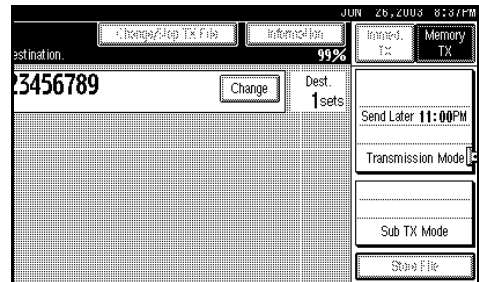 JUN 26,2003 8:37PM
Change/Stop TX File Information Immed. TX Memory TX
estination. 99%
23456789 Change Dest. 1sets
Send Later 11:00PM
Transmission Mode
Sub TX Mode
Store File